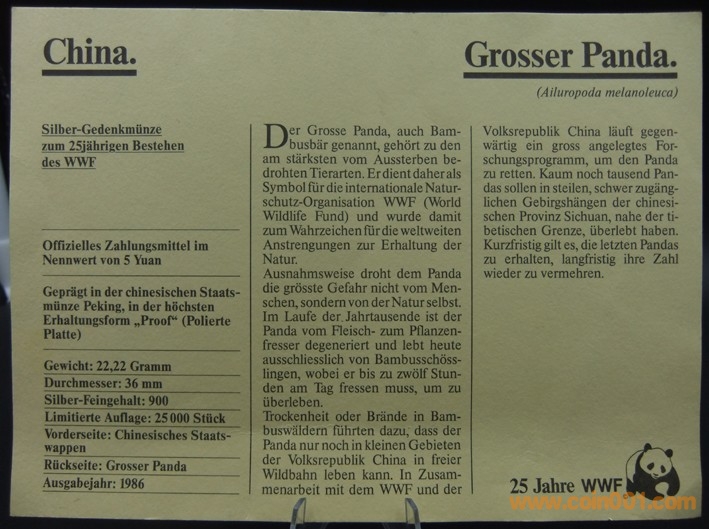 China.
Grosser Panda.
(Ailuropoda melanoleuca)
Silber-Gedenkmünze
zum 25jährigen Bestehen
des WWF
Offizielles Zahlungsmittel im
Nennwert von 5 Yuan
Geprägt in der chinesischen Staats-
münze Peking, in der höchsten
Erhaltungsform „Proof“ (Polierte
Platte)
Gewicht: 22,22 Gramm
Durchmesser: 36 mm
Silber-Feingehalt: 900
Limitierte Auflage: 25 000 Stück
Vorderseite: Chinesisches Staats-
wappen
Rückseite: Grosser Panda
Ausgabejahr: 1986
Der Grosse Panda, auch Bam-
busbär genannt, gehört zu den
am stärksten vom Aussterben be-
drohten Tierarten. Er dient daher als
Symbol für die internationale Natur-
schutz-Organisation WWF (World
Wildlife Fund) und wurde damit
zum Wahrzeichen für die weltweiten
Anstrengungen zur Erhaltung der
Natur.
Ausnahmsweise droht dem Panda
die grösste Gefahr nicht vom Men-
schen, sondern von der Natur selbst.
Im Laufe der Jahrtausende ist der
Panda vom Fleisch- zum Pflanzen-
fresser degeneriert und lebt heute
ausschliesslich von Bambusschöss-
lingen, wobei er bis zu zwölf Stun-
den am Tag fressen muss, um zu
überleben.
Trockenheit oder Brände in Bam-
buswäldern führten dazu, dass der
Panda nur noch in kleinen Gebieten
der Volksrepublik China in freier
Wildbahn leben kann. In Zusam-
menarbeit mit dem WWF und der
Volksrepublik China läuft gegen-
wärtig ein gross angelegtes For-
schungsprogramm, um den Panda
zu retten. Kaum noch tausend Pan-
das sollen in steilen, schwer zugäng-
lichen Gebirgshängen der chinesi-
schen Provinz Sichuan, nahe der ti-
betischen Grenze, überlebt haben.
Kurzfristig gilt es, die letzten Pandas
zu erhalten, langfristig ihre Zahl
wieder zu vermehren.
25 Jahre WWF
www.coin001.com